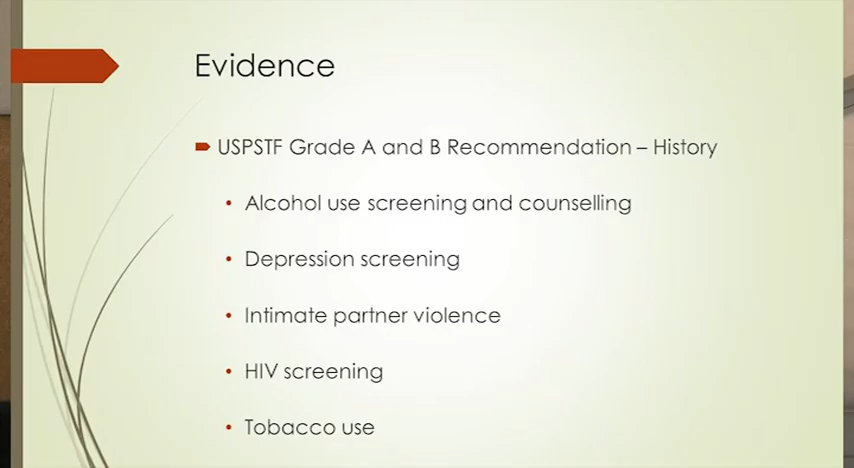 Evidence
USPSTF Grade A and B Recommendation – History
• Alcohol use screening and counselling
• Depression screening
• Intimate partner violence
• HIV screening
• Tobacco use